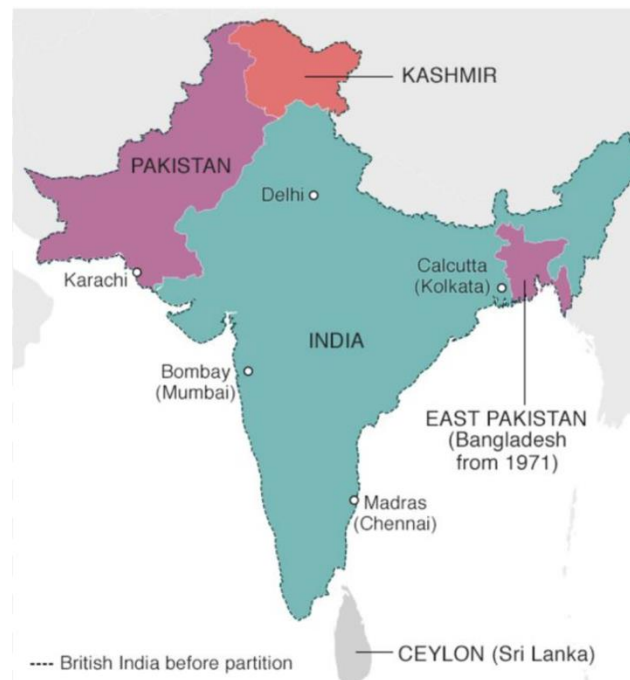 KASHMIR
PAKISTAN
Delhi
Karachi
Calcutta
(Kolkata)
INDIA
Bombay
(Mumbai)
EAST PAKISTAN
(Bangladesh
from 1971)
Madras
(Chennai)
CEYLON (Sri Lanka)
British India before partition